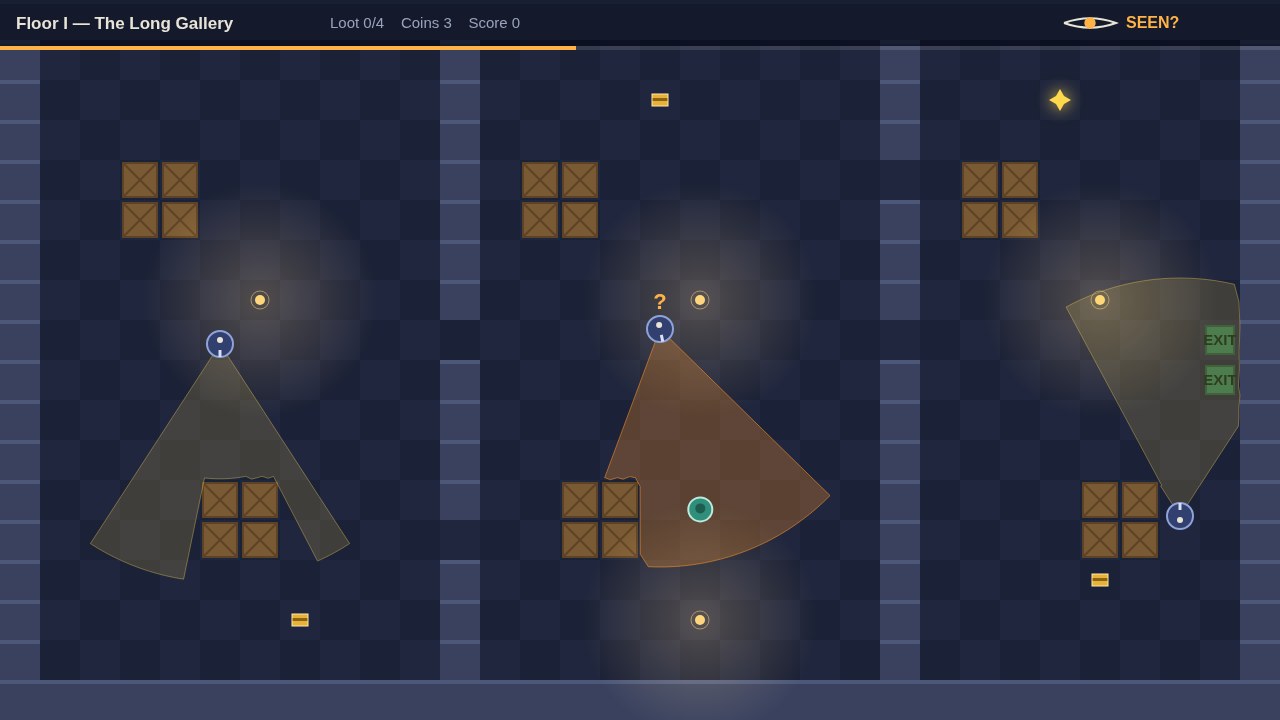 Floor I — The Long Gallery
Loot 0/4 Coins 3 Score 0
SEEN?
?
EXIT
EXIT